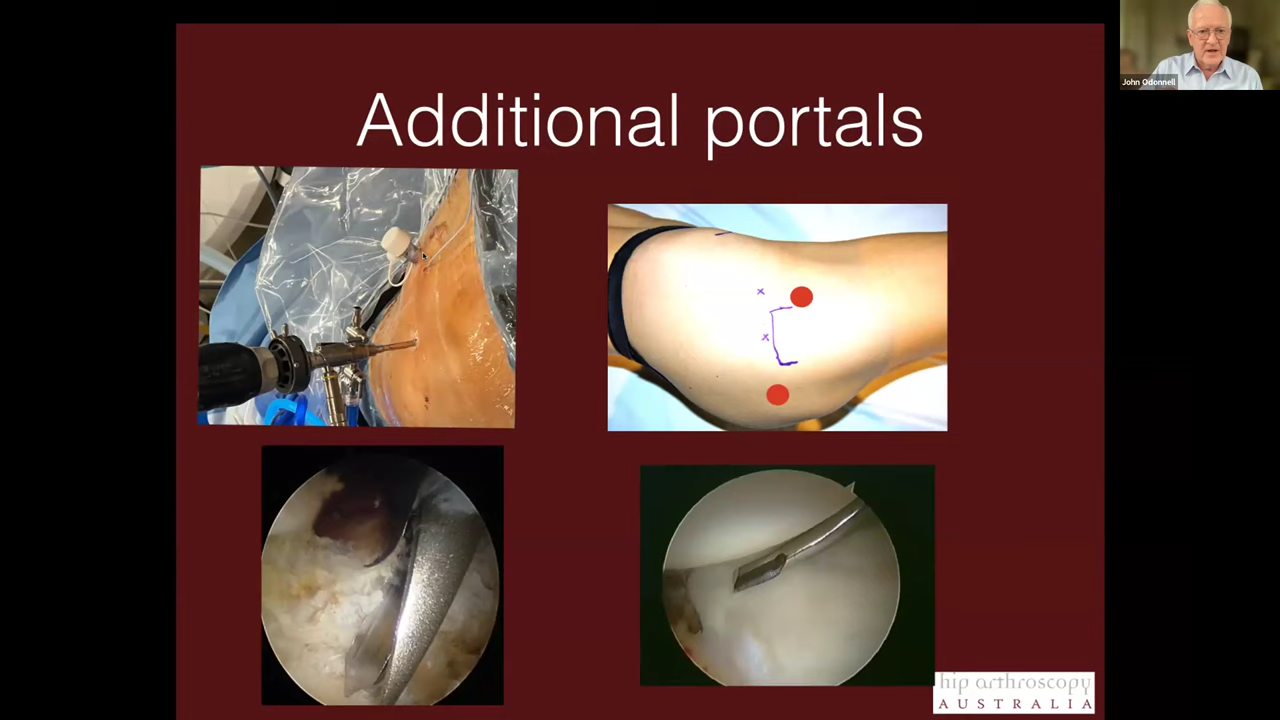 Additional portals
John Odonnell
x
x
hip arthroscopy
AUSTRALIA